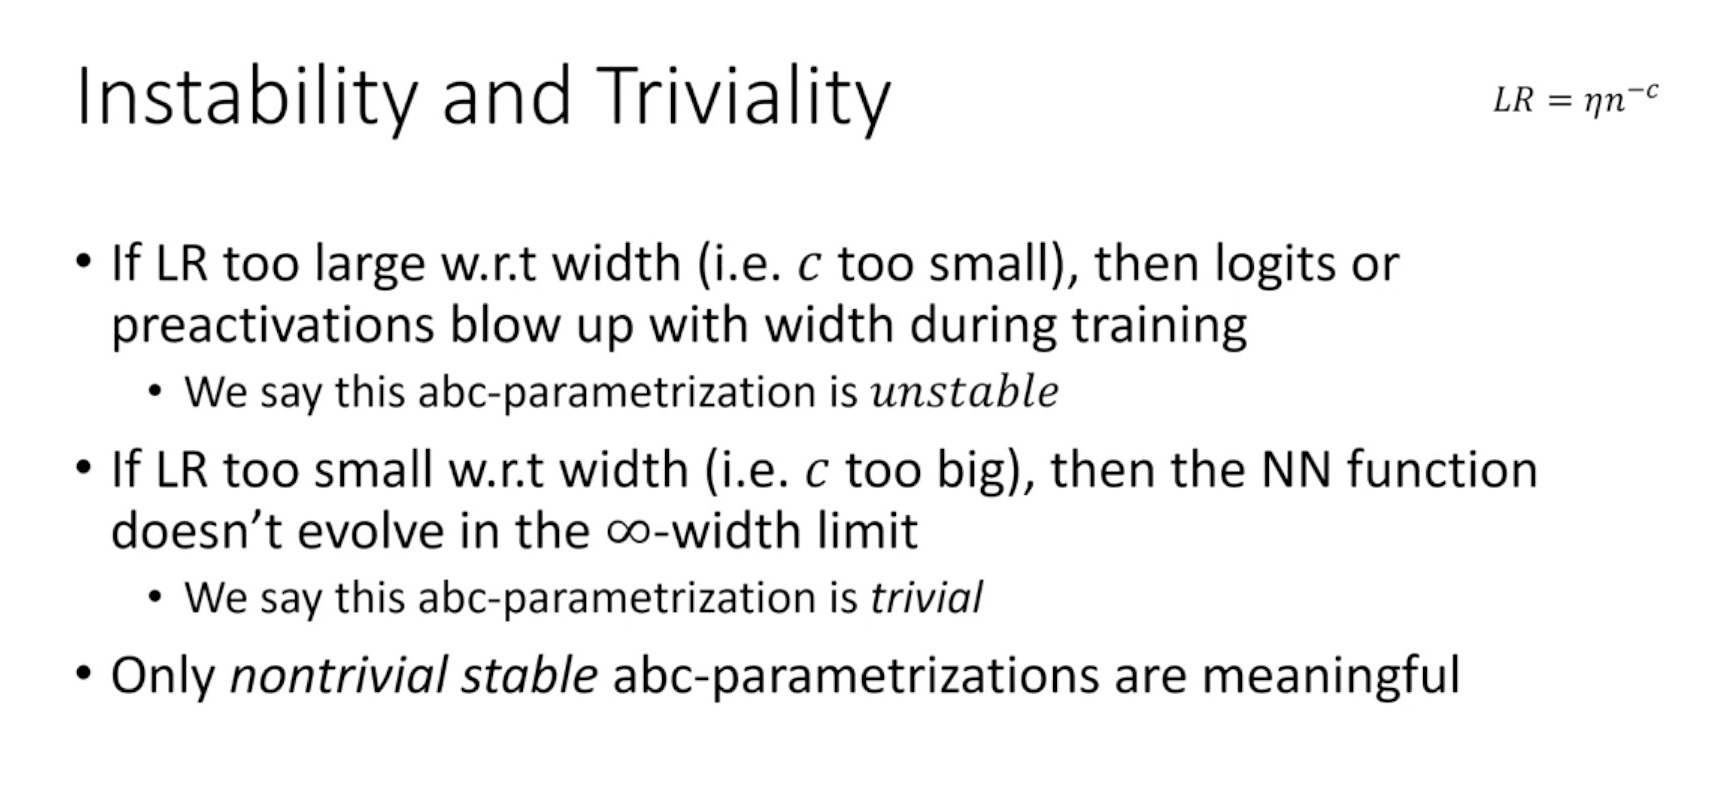 Instability and Triviality
LR = ηn⁻ᶜ
• If LR too large w.r.t width (i.e. c too small), then logits or
preactivations blow up with width during training
• We say this abc-parametrization is unstable
• If LR too small w.r.t width (i.e. c too big), then the NN function
doesn’t evolve in the ∞-width limit
• We say this abc-parametrization is trivial
• Only nontrivial stable abc-parametrizations are meaningful